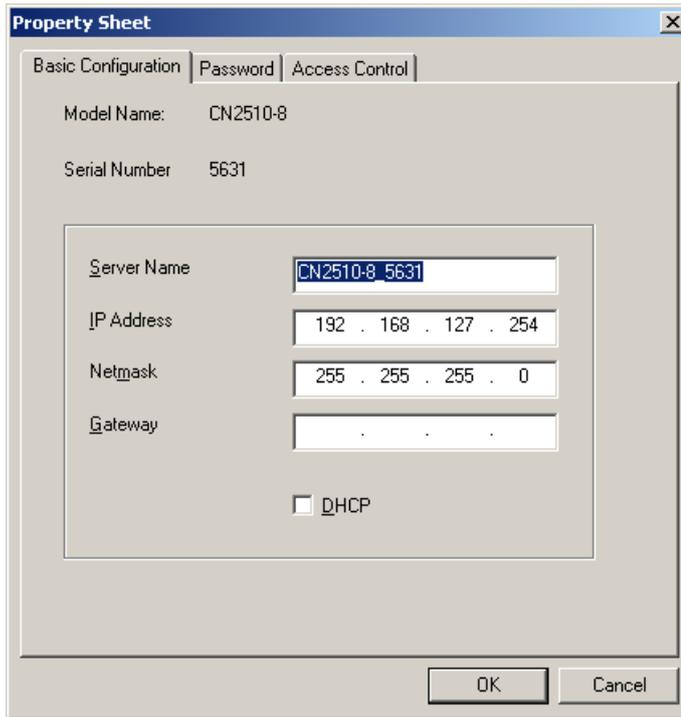 Property Sheet
Basic Configuration Password Access Control
Model Name: CN2510-8
Serial Number 5631
Server Name CN2510-8_5631
IP Address 192 . 168 . 127 . 254
Netmask 255 . 255 . 255 . 0
Gateway . . .
DHCP
OK Cancel